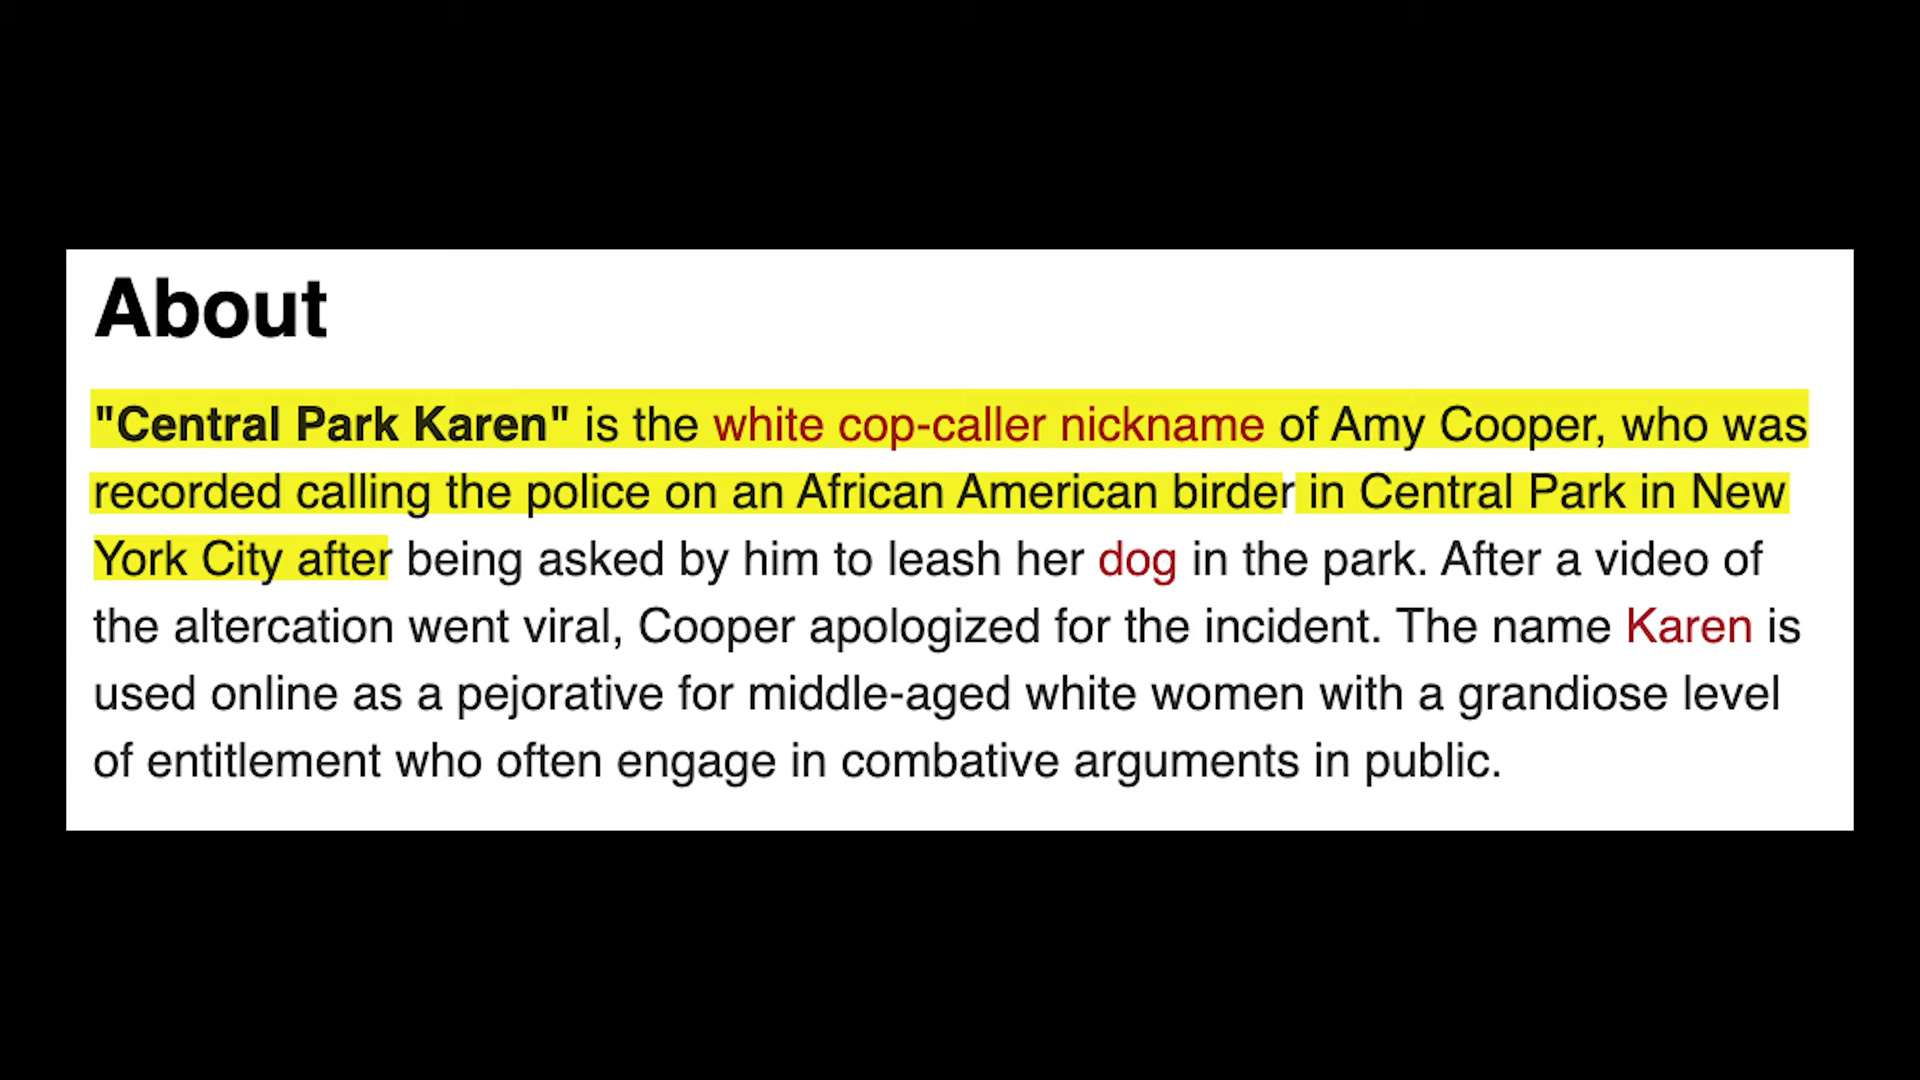 About
"Central Park Karen" is the white cop-caller nickname of Amy Cooper, who was
recorded calling the police on an African American birder in Central Park in New
York City after being asked by him to leash her dog in the park. After a video of
the altercation went viral, Cooper apologized for the incident. The name Karen is
used online as a pejorative for middle-aged white women with a grandiose level
of entitlement who often engage in combative arguments in public.